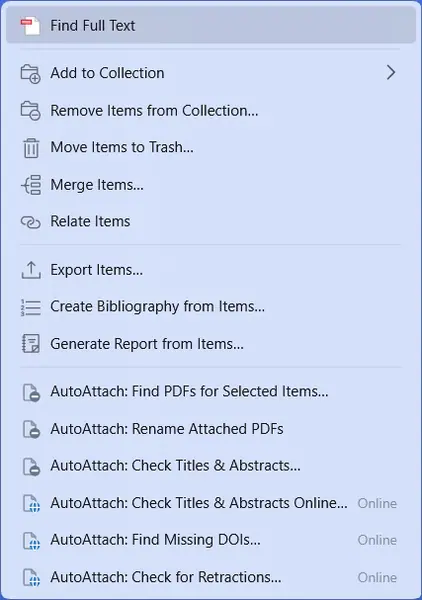 Find Full Text
Add to Collection
Remove Items from Collection...
Move Items to Trash...
Merge Items...
Relate Items
Export Items...
Create Bibliography from Items...
Generate Report from Items...
AutoAttach: Find PDFs for Selected Items...
AutoAttach: Rename Attached PDFs
AutoAttach: Check Titles & Abstracts...
AutoAttach: Check Titles & Abstracts Online... Online
AutoAttach: Find Missing DOIs... Online
AutoAttach: Check for Retractions... Online